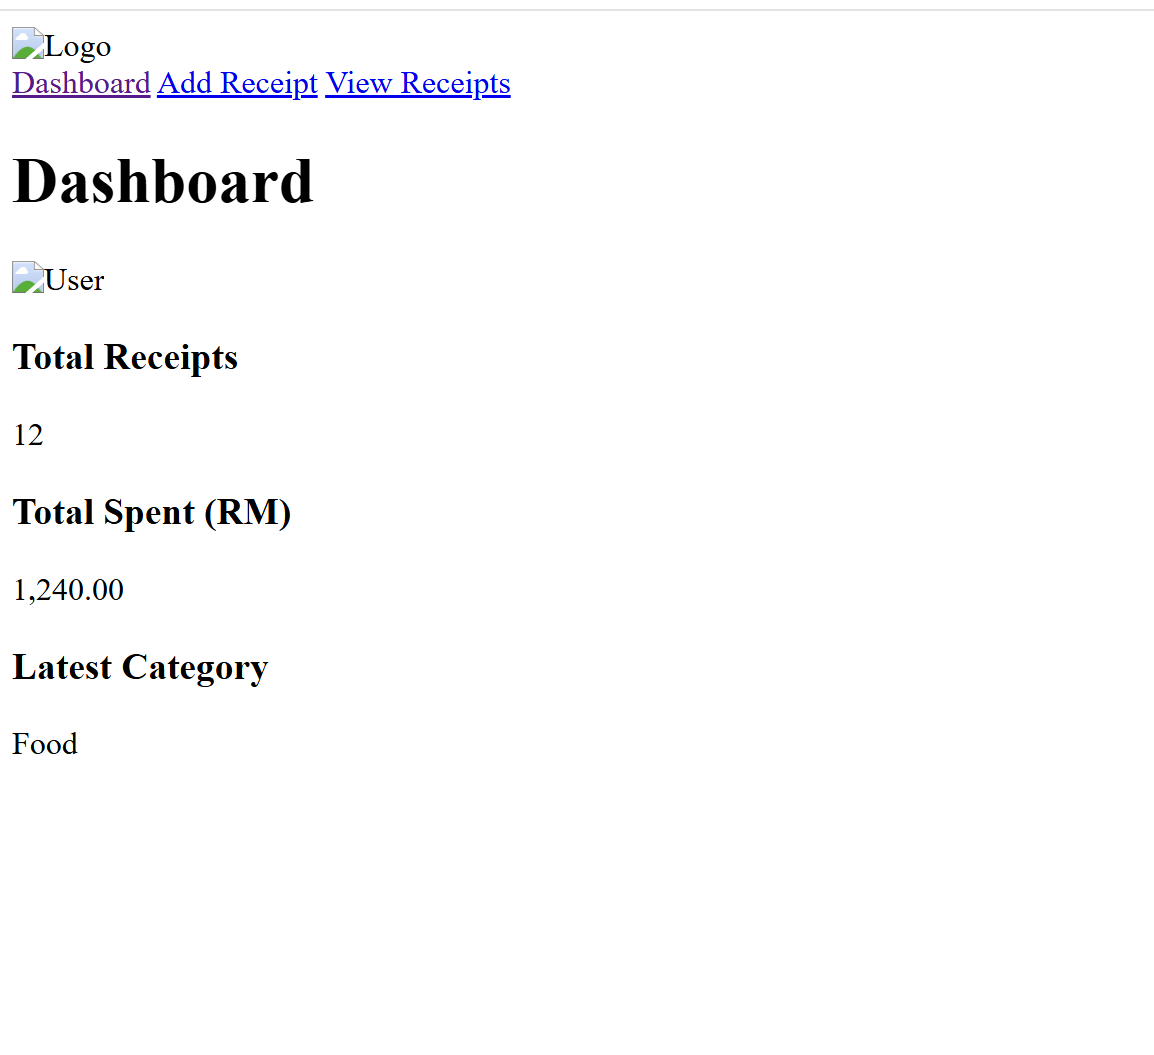 Logo
Dashboard Add Receipt View Receipts
Dashboard
User
Total Receipts
12
Total Spent (RM)
1,240.00
Latest Category
Food